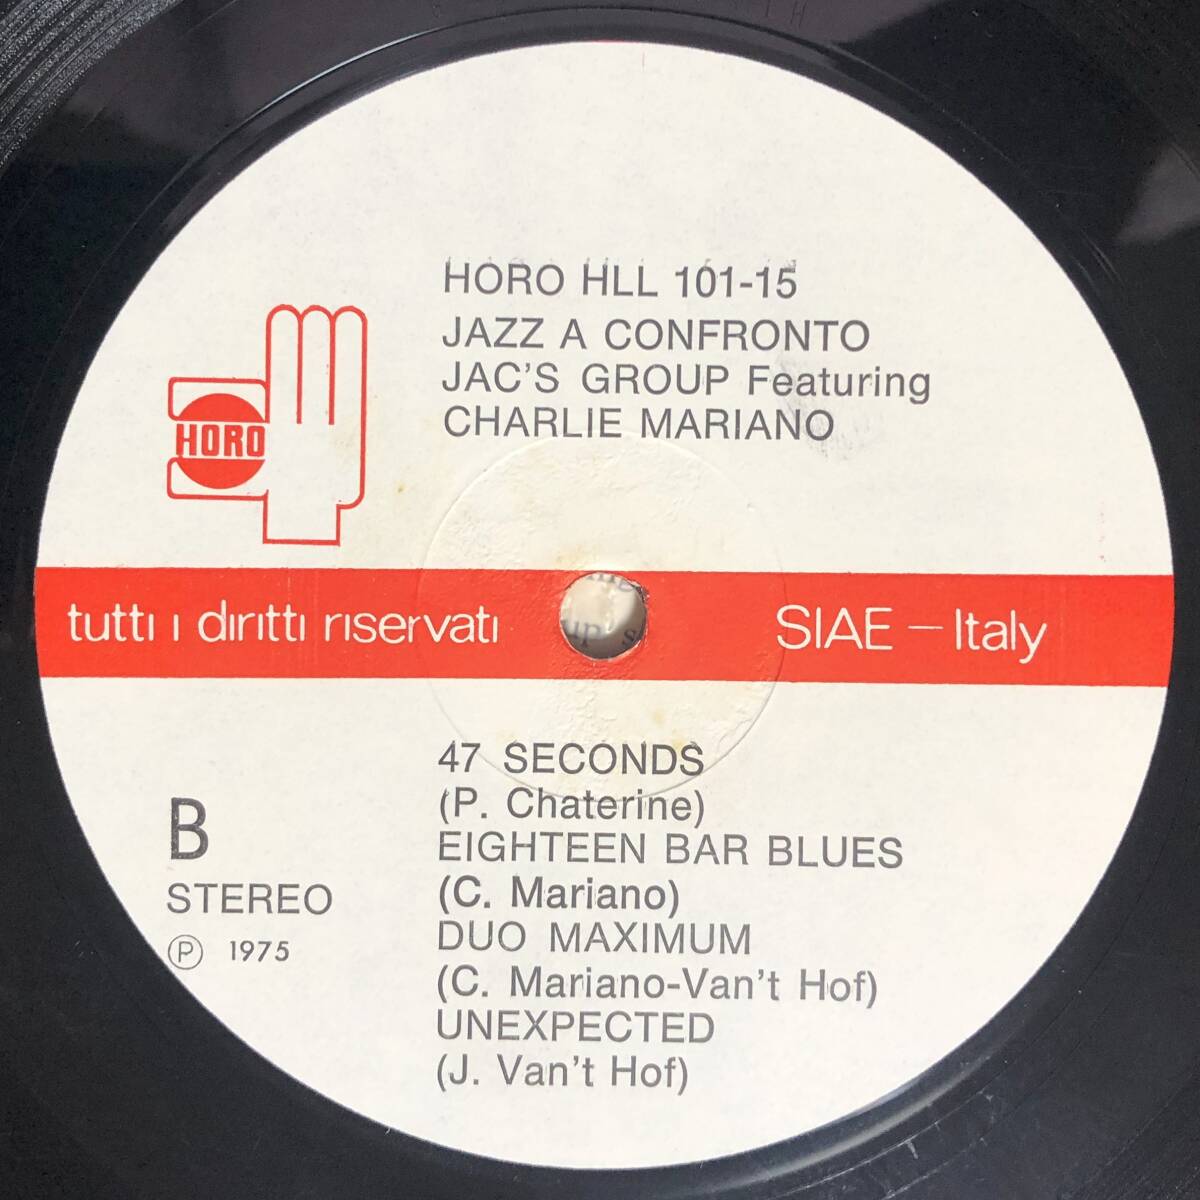 HORO HLL 101-15
JAZZ A CONFRONTO
JAC'S GROUP Featuring
CHARLIE MARIANO
HORO
tutti i diritti riservati
SIAE — Italy
47 SECONDS
(P. Chaterine)
EIGHTEEN BAR BLUES
(C. Mariano)
DUO MAXIMUM
(C. Mariano-Van't Hof)
UNEXPECTED
(J. Van't Hof)
B
STEREO
Ⓟ 1975